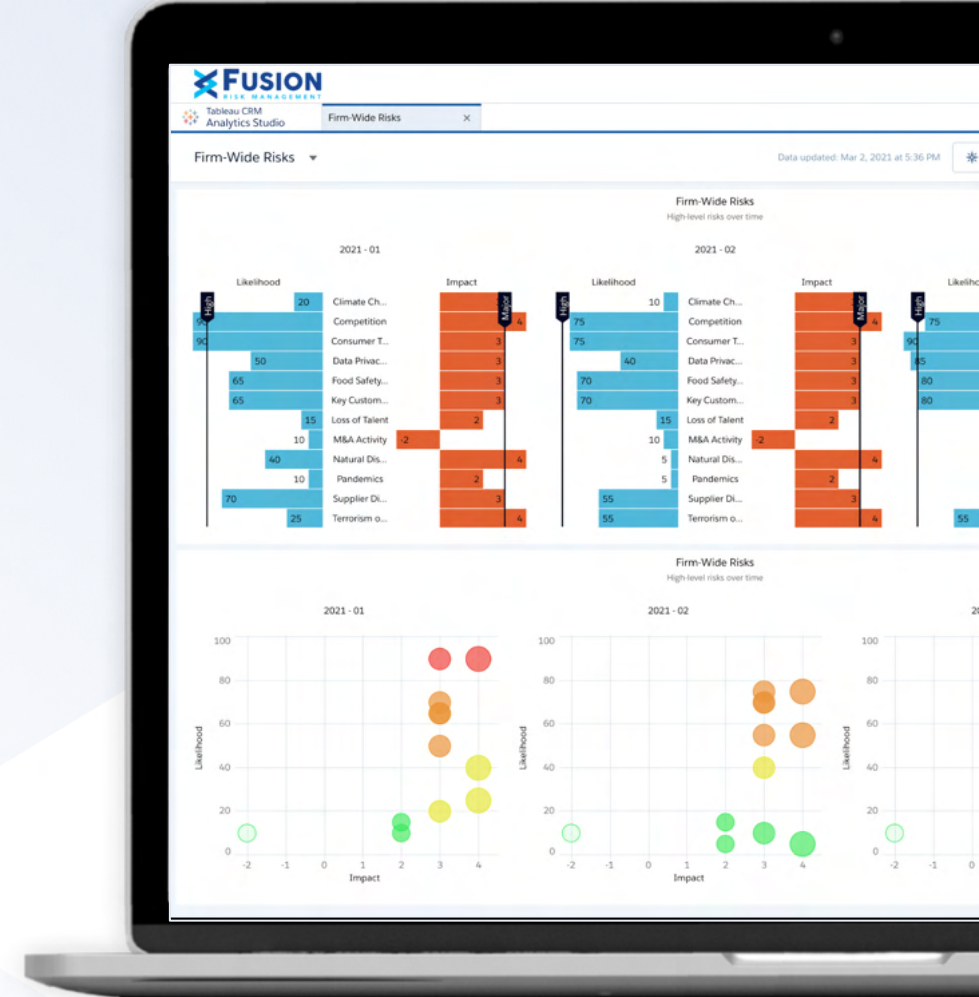 FUSION
RISK MANAGEMENT
Tableau CRM
Analytics Studio
Firm-Wide Risks ×
Firm-Wide Risks
Data updated: Mar 2, 2021 at 5:36 PM
Firm-Wide Risks
High-level risks over time
2021 - 01
2021 - 02
Likelihood Impact Likelihood Impact
High Major High Major High
20 Climate Ch... 10 Climate Ch...
Competition 4 75 Competition 4 75
90 Consumer T... 3 75 Consumer T... 3 90
50 Data Privac... 3 40 Data Privac... 3 85
65 Food Safety... 3 70 Food Safety... 3 80
65 Key Custom... 3 70 Key Custom... 3 80
15 Loss of Talent 2 15 Loss of Talent 2
10 M&A Activity -2 10 M&A Activity -2
40 Natural Dis... 4 5 Natural Dis... 4
10 Pandemics 2 5 Pandemics 2
70 Supplier Di... 3 55 Supplier Di... 3
25 Terrorism o... 4 55 Terrorism o... 4 55
Firm-Wide Risks
High-level risks over time
2021 - 01
2021 - 02
100 100 100
80 80 80
60 60 60
Likelihood Likelihood Likelihood
40 40 40
20 20 20
0 0 0
-2 -1 0 1 2 3 4 -2 -1 0 1 2 3 4 -2 -1 0
Impact Impact